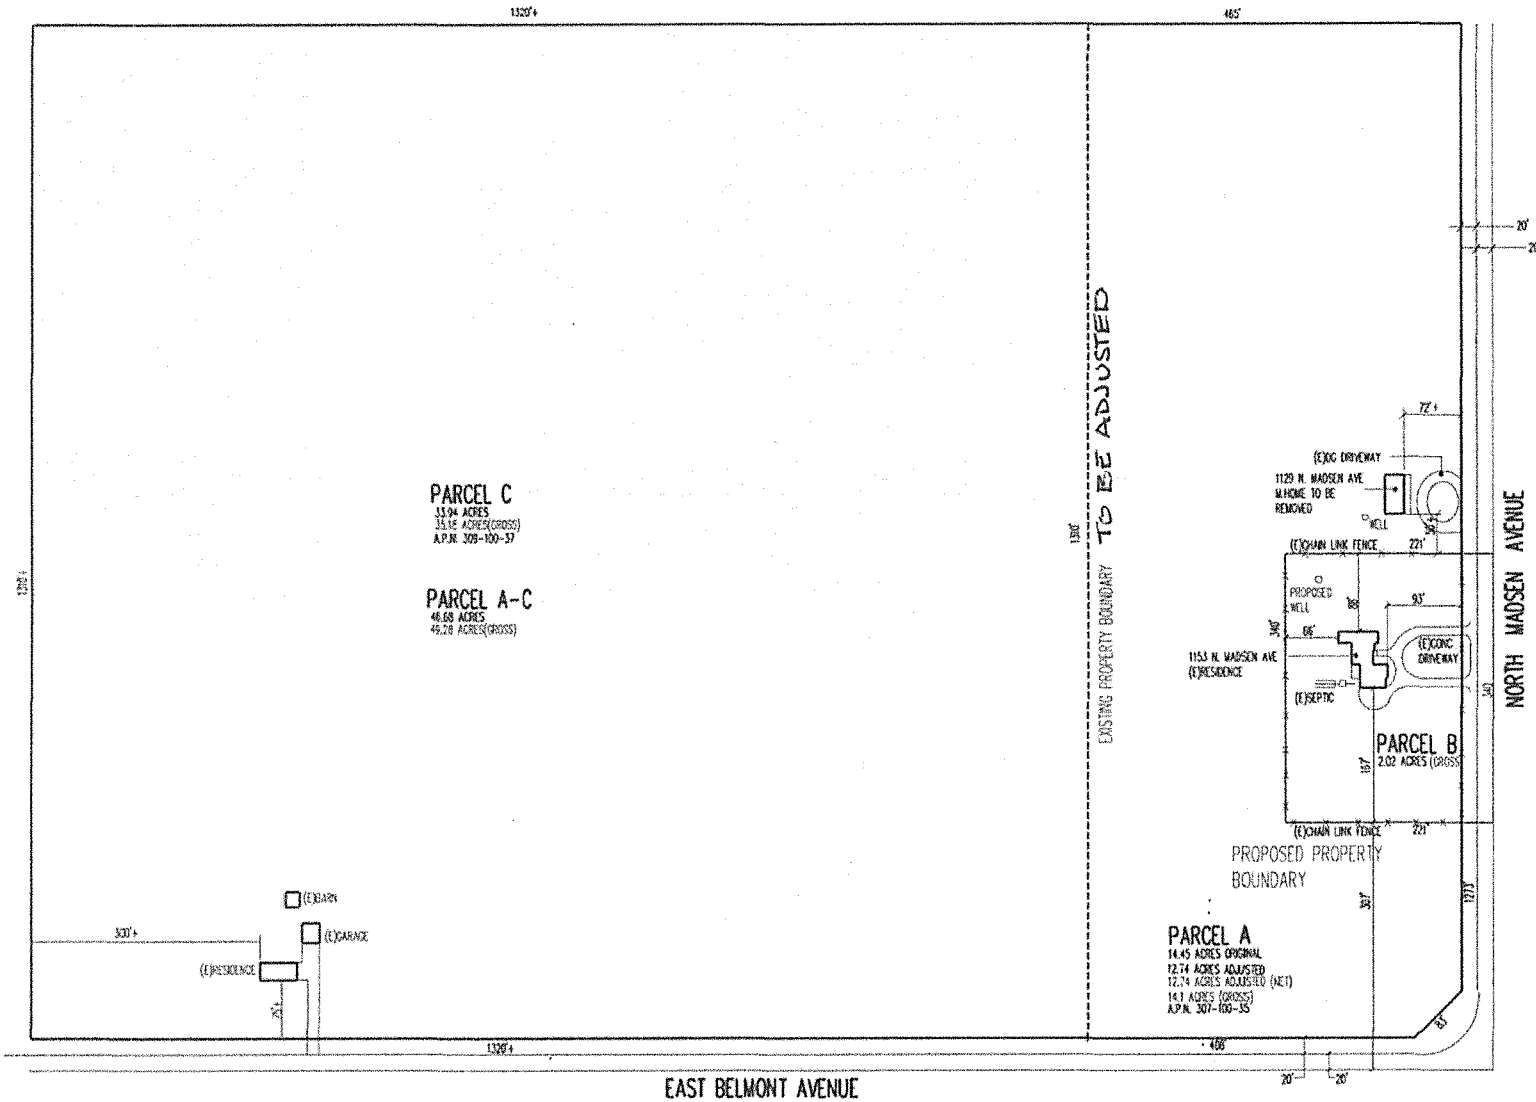 1320'+
465'
20'
TO BE ADJUSTED
EXISTING PROPERTY BOUNDARY
72'+
(E)DG DRIVEWAY
1129 N. MADSEN AVE
M.HOME TO BE
REMOVED
WELL
PARCEL C
33.94 ACRES
35.18 ACRES(GROSS)
A.P.N. 309-100-37
(E)CHAIN LINK FENCE
221'
NORTH MADSEN AVENUE
PROPOSED
WELL
93'
66'
340'
PARCEL A-C
46.68 ACRES
49.28 ACRES(GROSS)
1153 N. MADSEN AVE
(E)RESIDENCE
(E)CONC
DRIVEWAY
(E)SEPTIC
340'
PARCEL B
2.02 ACRES (GROSS
167'
(E)CHAIN LINK FENCE
221'
PROPOSED PROPERTY
BOUNDARY
307'
1273'
(E)BARN
(E)GARAGE
300'+
(E)RESIDENCE
PARCEL A
14.45 ACRES ORIGINAL
12.74 ACRES ADJUSTED
12.74 ACRES ADJUSTED (NET)
14.1 ACRES (GROSS)
A.P.N. 307-100-35
83'
1320'+
408'
20'
20'
EAST BELMONT AVENUE